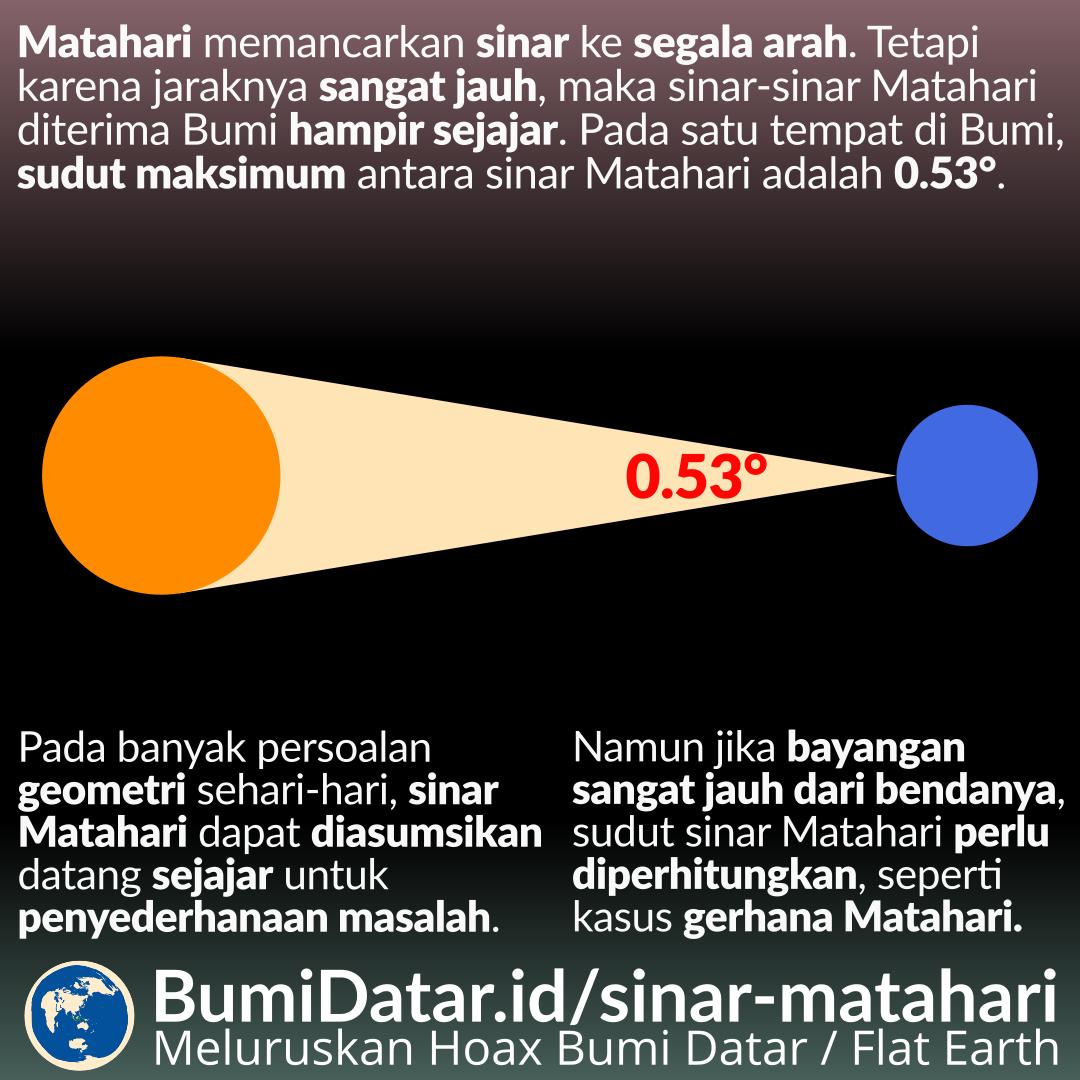 Matahari memancarkan sinar ke segala arah. Tetapi
karena jaraknya sangat jauh, maka sinar-sinar Matahari
diterima Bumi hampir sejajar. Pada satu tempat di Bumi,
sudut maksimum antara sinar Matahari adalah 0.53°.
0.53°
Pada banyak persoalan
geometri sehari-hari, sinar
Matahari dapat diasumsikan
datang sejajar untuk
penyederhanaan masalah.
Namun jika bayangan
sangat jauh dari bendanya,
sudut sinar Matahari perlu
diperhitungkan, seperti
kasus gerhana Matahari.
BumiDatar.id/sinar-matahari
Meluruskan Hoax Bumi Datar / Flat Earth